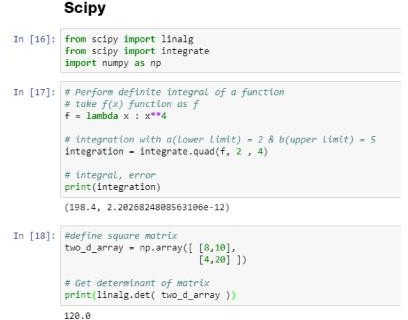 Scipy
In [16]: from scipy import linalg
from scipy import integrate
import numpy as np
In [17]: # Perform definite integral of a function
# take f(x) function as f
f = lambda x : x**4
# integration with a(lower limit) = 2 & b(upper limit) = 5
integration = integrate.quad(f, 2 , 4)
# integral, error
print(integration)
(198.4, 2.2026824808563106e-12)
In [18]: #define square matrix
two_d_array = np.array([ [8,10],
[4,20] ])
# Get determinant of matrix
print(linalg.det( two_d_array ))
120.0